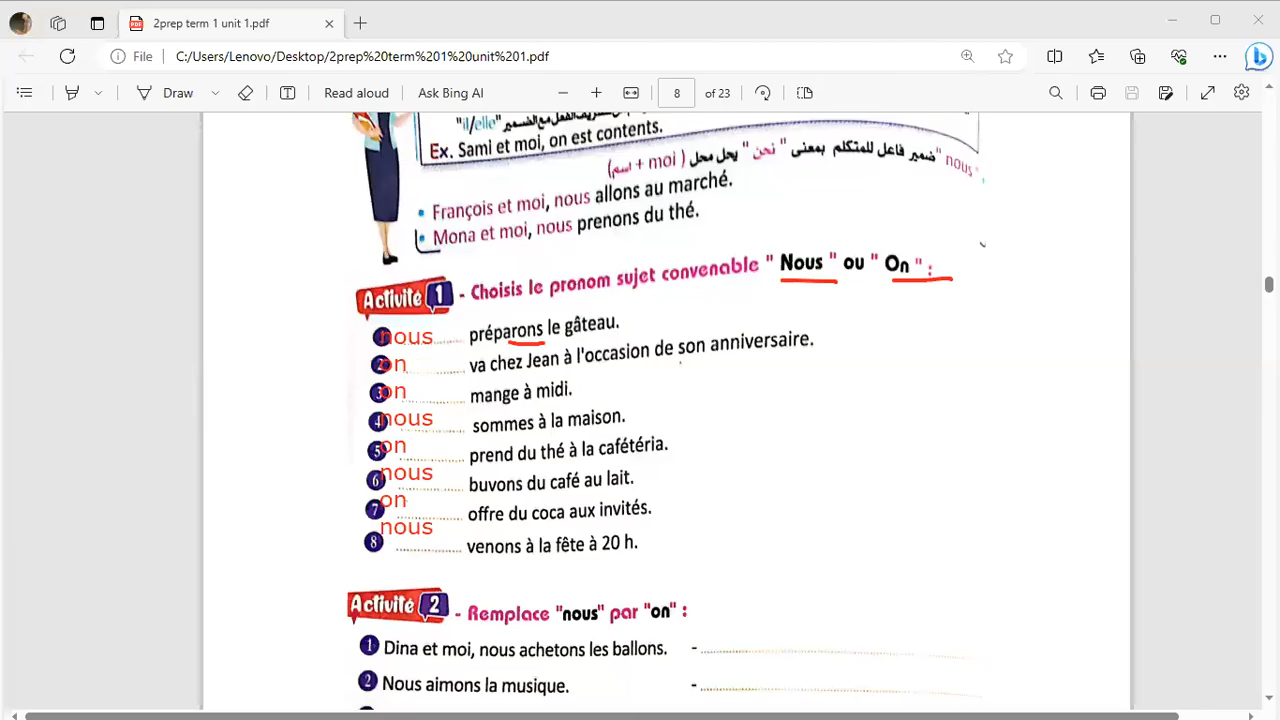 2prep term 1 unit 1.pdf
File C:/Users/Lenovo/Desktop/2prep%20term%201%20unit%201.pdf
Draw Read aloud Ask Bing AI 8 of 23
"il/elle"
Ex. Sami et moi, on est contents.
"nous" ضمير فاعل للمتكلم بمعنى "نحن" يحل محل (اسم + moi)
• François et moi, nous allons au marché.
• Mona et moi, nous prenons du thé.
Activité 1 - Choisis le pronom sujet convenable " Nous " ou " On " :
1 nous préparons le gâteau.
2 on va chez Jean à l'occasion de son anniversaire.
3 on mange à midi.
4 nous sommes à la maison.
5 on prend du thé à la cafétéria.
6 nous buvons du café au lait.
7 on offre du coca aux invités.
8 nous venons à la fête à 20 h.
Activité 2 - Remplace "nous" par "on" :
1 Dina et moi, nous achetons les ballons. -
2 Nous aimons la musique. -